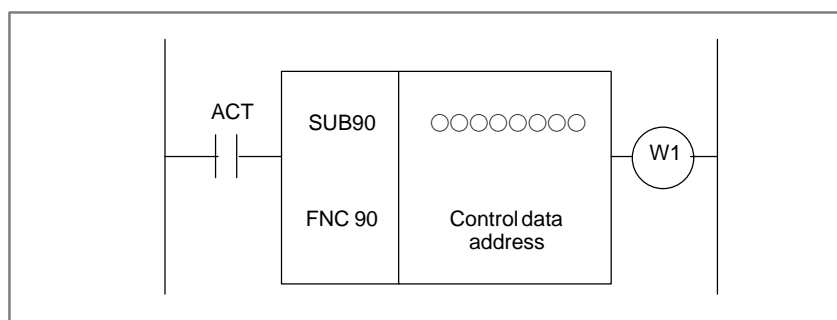 ACT
SUB90
○○○○○○○○
W1
FNC 90
Control data
address